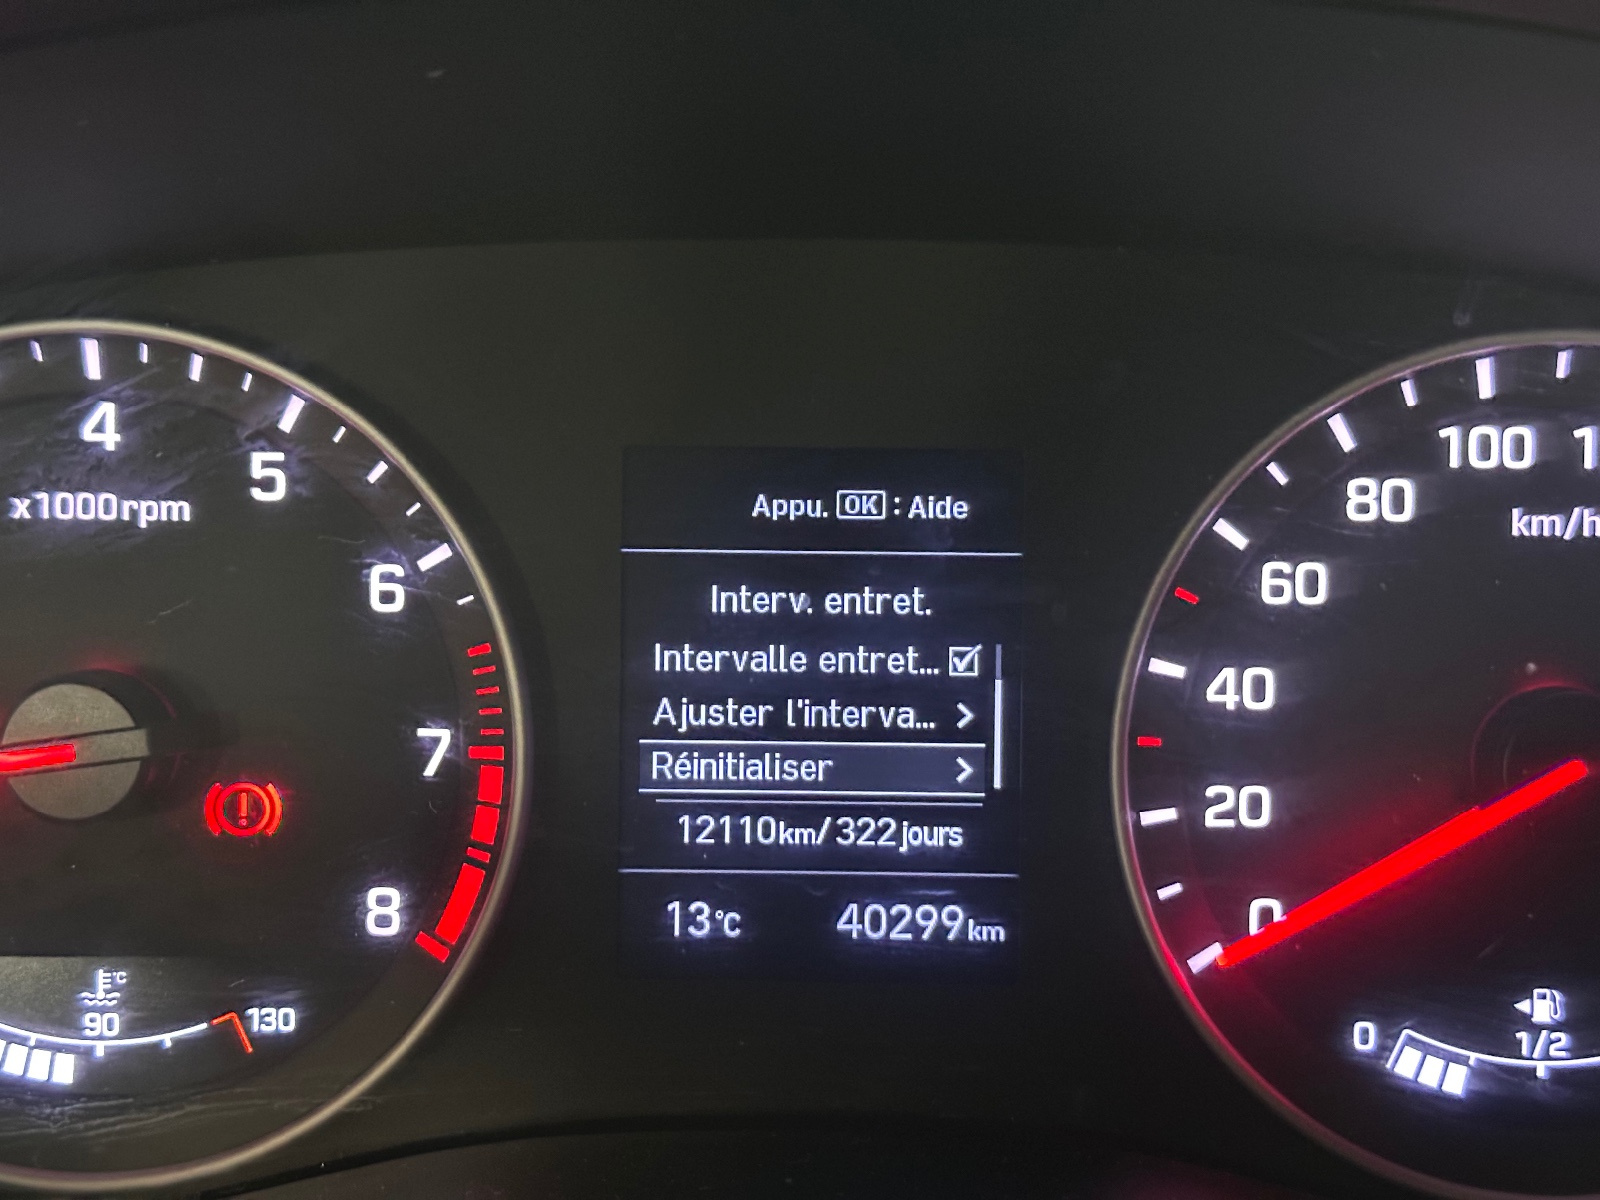 4
5
x1000rpm
6
7
8
°C
90
130
Appu. OK : Aide
Interv. entret.
Intervalle entret...
Ajuster l'interva...
Réinitialiser
12110km/322jours
13°C 40299km
100
80
km/h
60
40
20
0
0
1/2